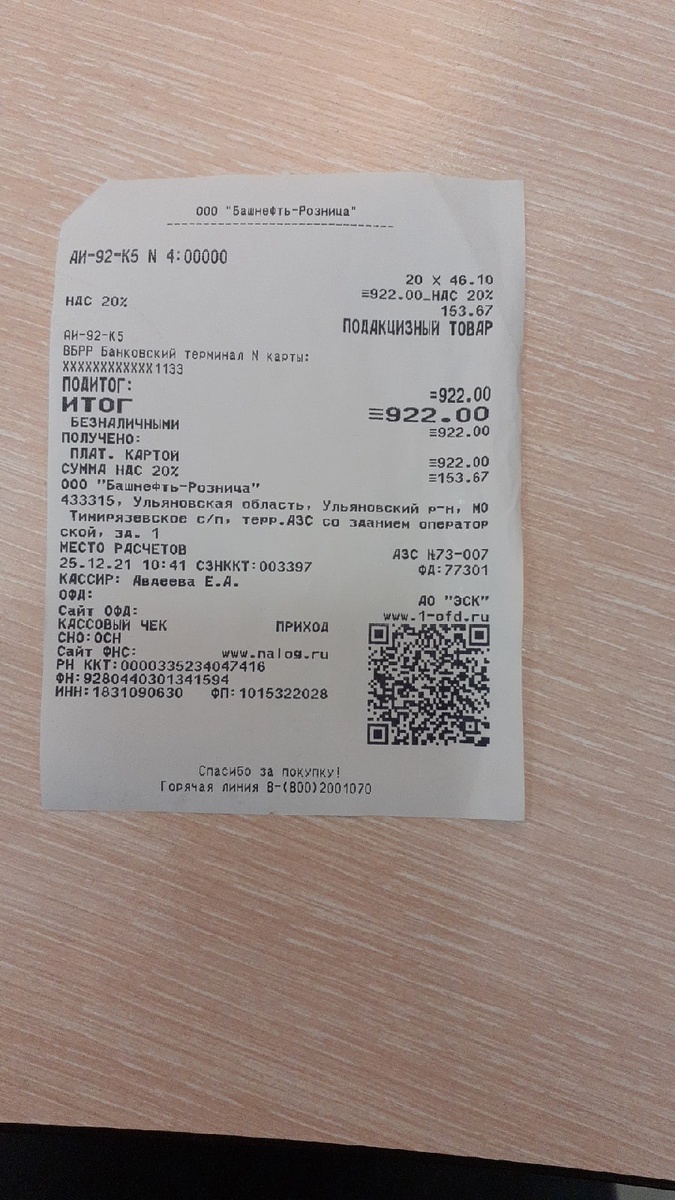 ООО "Башнефть-Розница"
АИ-92-К5 N 4:00000
20 X 46.10
≡922.00_НДС 20%
НДС 20%
153.67
ПОДАКЦИЗНЫЙ ТОВАР
АИ-92-К5
ВБРР Банковский терминал N карты:
XXXXXXXXXXXX1133
ПОДИТОГ: =922.00
ИТОГ ≡922.00
БЕЗНАЛИЧНЫМИ ≡922.00
ПОЛУЧЕНО:
ПЛАТ. КАРТОЙ ≡922.00
СУММА НДС 20% ≡153.67
ООО "Башнефть-Розница"
433315, Ульяновская область, Ульяновский р-н, МО
Тимирязевское с/п, терр.АЗС со зданием оператор
ской, зд. 1
МЕСТО РАСЧЕТОВ АЗС №73-007
25.12.21 10:41 СЗНККТ:003397 ФД:77301
КАССИР: Авдеева Е.А.
ОФД: АО "ЭСК"
Сайт ОФД: www.1-ofd.ru
КАССОВЫЙ ЧЕК ПРИХОД
СНО:ОСН
Сайт ФНС: www.nalog.ru
РН ККТ:0000335234047416
ФН:9280440301341594
ИНН:1831090630 ФП:1015322028
Спасибо за покупку!
Горячая линия 8-(800)2001070